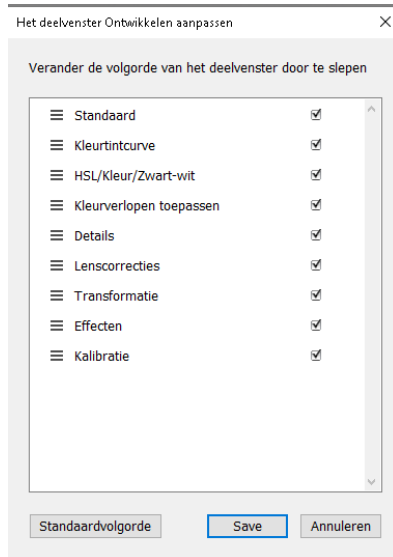 Het deelvenster Ontwikkelen aanpassen
Verander de volgorde van het deelvenster door te slepen
Standaard
Kleurtintcurve
HSL/Kleur/Zwart-wit
Kleurverlopen toepassen
Details
Lenscorrecties
Transformatie
Effecten
Kalibratie
Standaardvolgorde Save Annuleren